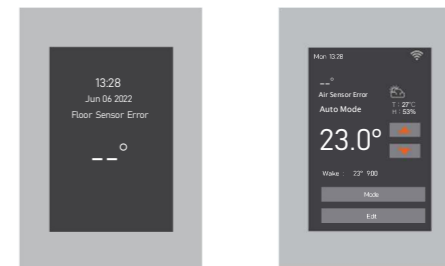 13:28
Jun 06 2022
Floor Sensor Error
--°
Mon 13:28
--°
Air Sensor Error
Auto Mode
T : 27°C
H : 53%
23.0°
Wake : 23° 9:00
Mode
Edit